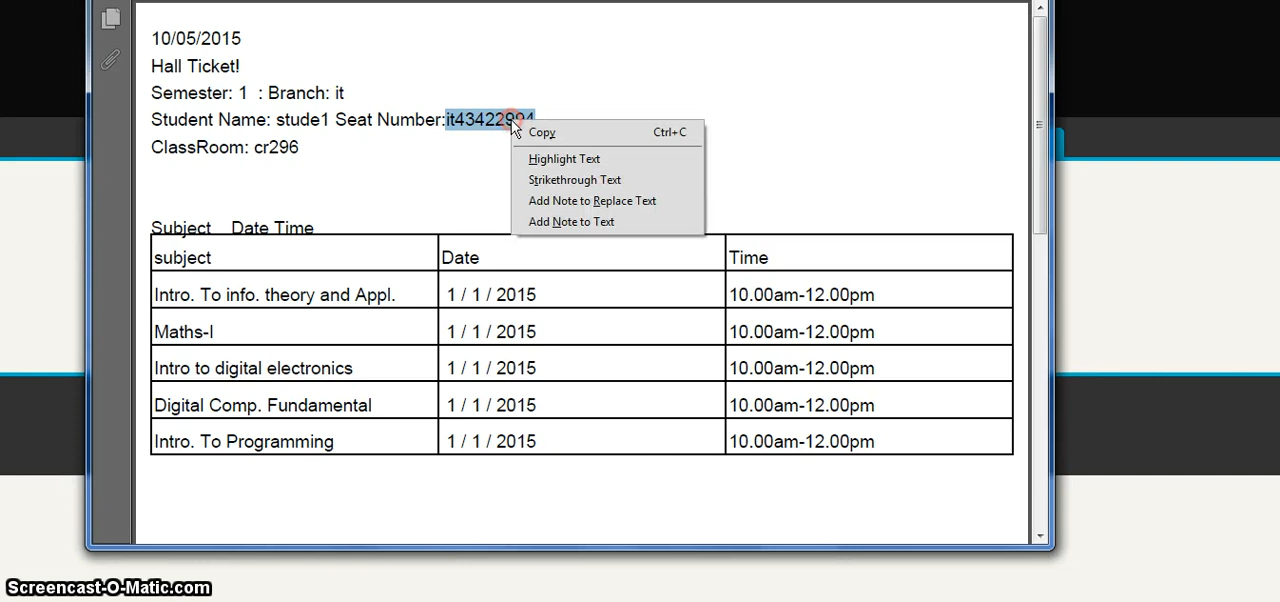 10/05/2015
Hall Ticket!
Semester: 1 : Branch: it
Student Name: stude1 Seat Number:it43422994
ClassRoom: cr296
Copy Ctrl+C
Highlight Text
Strikethrough Text
Add Note to Replace Text
Add Note to Text
Subject Date Time
subject Date Time
Intro. To info. theory and Appl. 1 / 1 / 2015 10.00am-12.00pm
Maths-I 1 / 1 / 2015 10.00am-12.00pm
Intro to digital electronics 1 / 1 / 2015 10.00am-12.00pm
Digital Comp. Fundamental 1 / 1 / 2015 10.00am-12.00pm
Intro. To Programming 1 / 1 / 2015 10.00am-12.00pm
Screencast-O-Matic.com